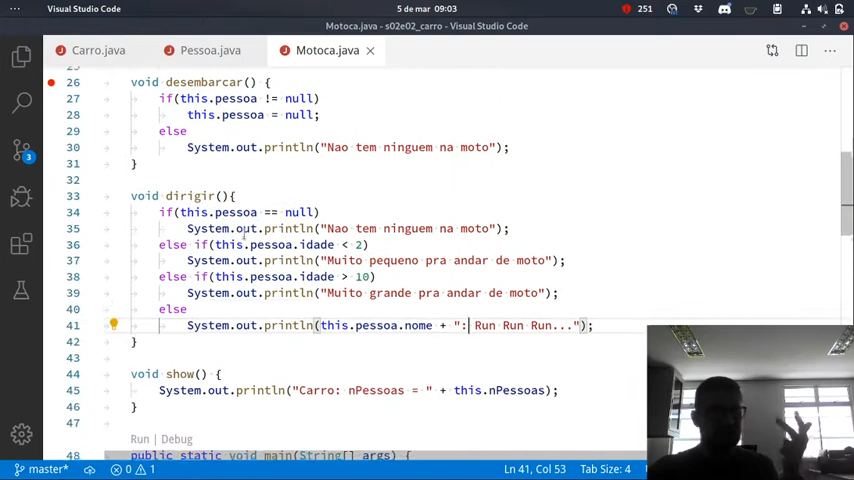 Visual Studio Code
5 de mar 09:03
251
Motoca.java - s02e02_carro - Visual Studio Code
Carro.java
Pessoa.java
Motoca.java
26 void desembarcar() {
27 if(this.pessoa != null)
28 this.pessoa = null;
29 else
30 System.out.println("Nao tem ninguem na moto");
31 }
32
33 void dirigir(){
34 if(this.pessoa == null)
35 System.out.println("Nao tem ninguem na moto");
36 else if(this.pessoa.idade < 2)
37 System.out.println("Muito pequeno pra andar de moto");
38 else if(this.pessoa.idade > 10)
39 System.out.println("Muito grande pra andar de moto");
40 else
41 System.out.println(this.pessoa.nome + ": Run Run Run...");
42 }
43
44 void show() {
45 System.out.println("Carro: nPessoas = " + this.nPessoas);
46 }
47
Run | Debug
48 public static void main(String[] args) {
3
master* 0 1 Ln 41, Col 53 Tab Size: 4